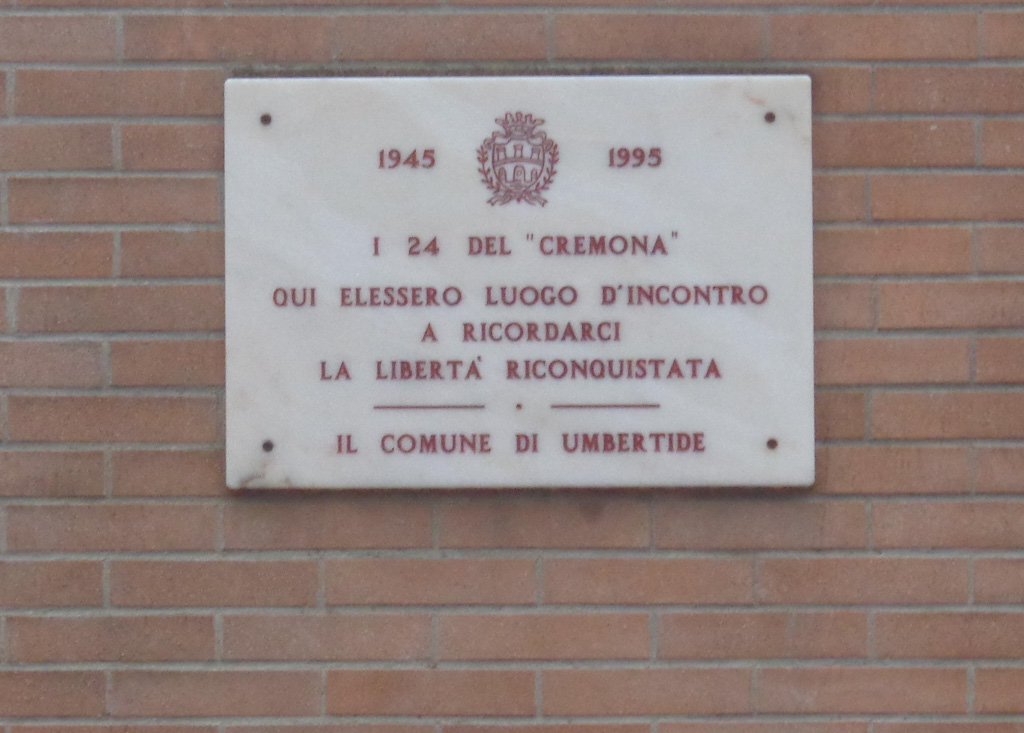 1945 1995
I 24 DEL "CREMONA"
QUI ELESSERO LUOGO D'INCONTRO
A RICORDARCI
LA LIBERTA' RICONQUISTATA
IL COMUNE DI UMBERTIDE